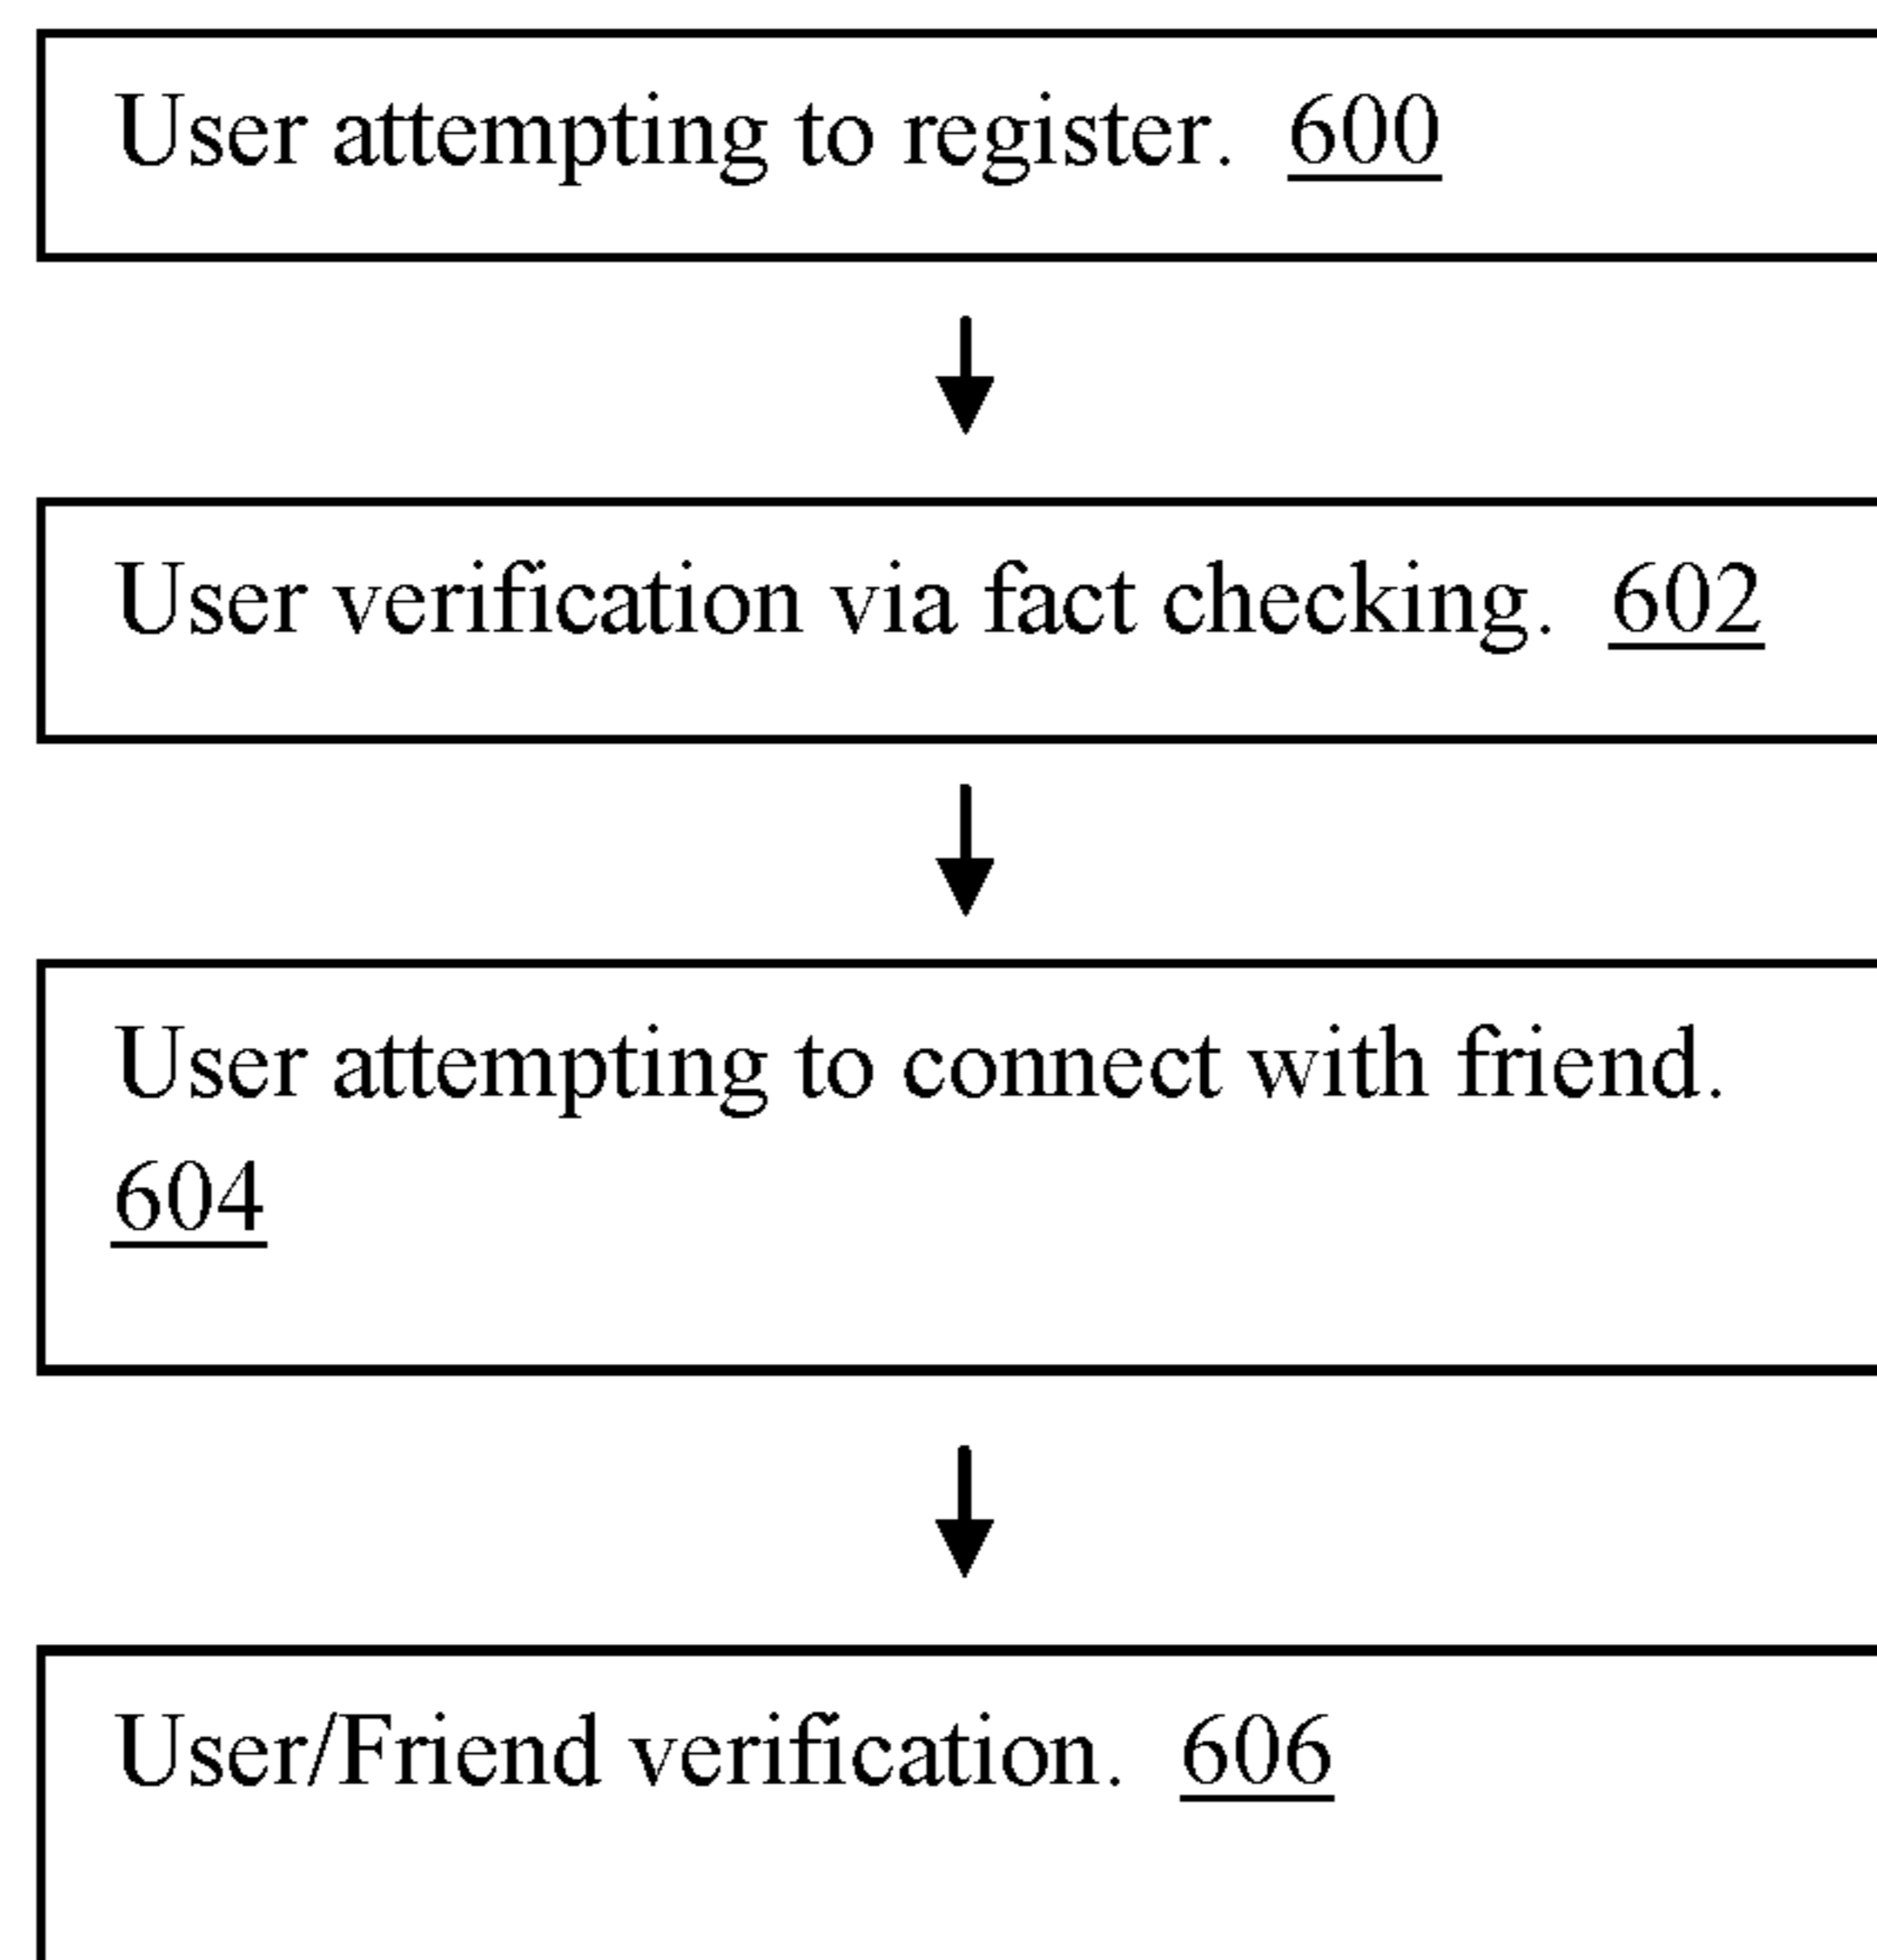 User attempting to register. 600
User verification via fact checking. 602
User attempting to connect with friend.
604
User/Friend verification. 606